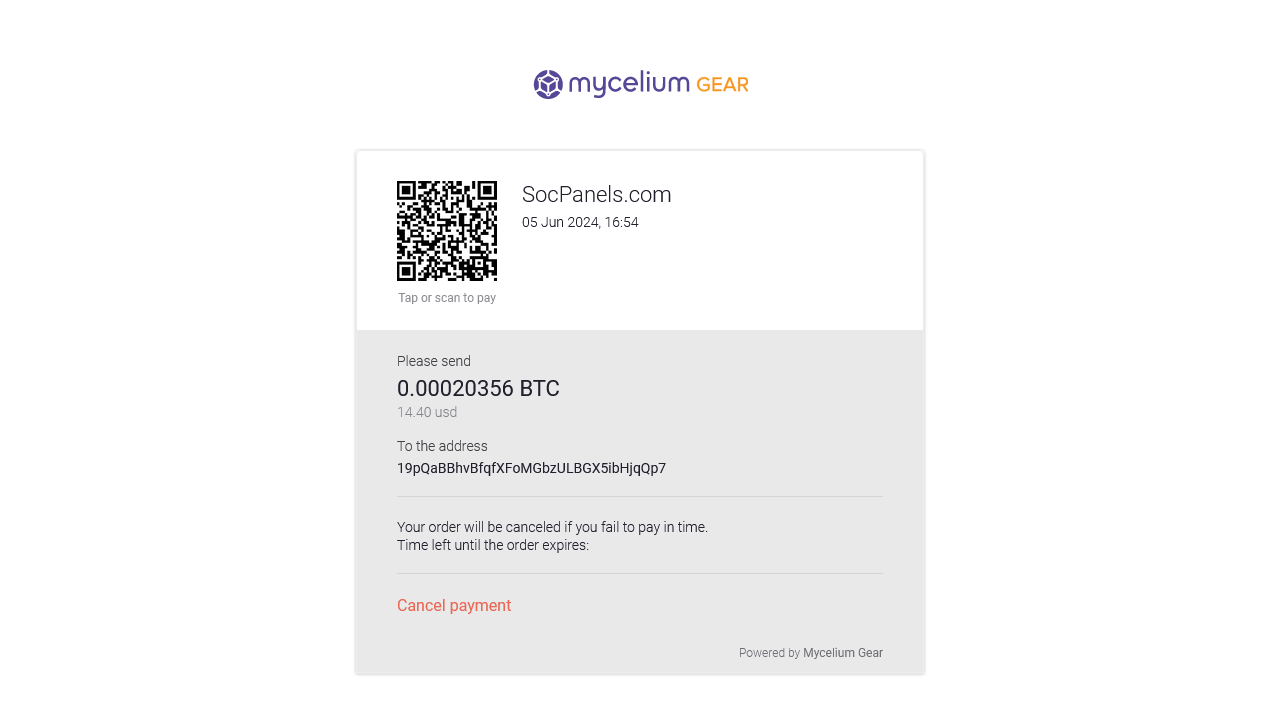 mycelium GEAR
SocPanels.com
05 Jun 2024, 16:54
Tap or scan to pay
Please send
0.00020356 BTC
14.40 usd
To the address
19pQaBBhvBfqfXFoMGbzULBGX5ibHjqQp7
Your order will be canceled if you fail to pay in time.
Time left until the order expires:
Cancel payment
Powered by Mycelium Gear